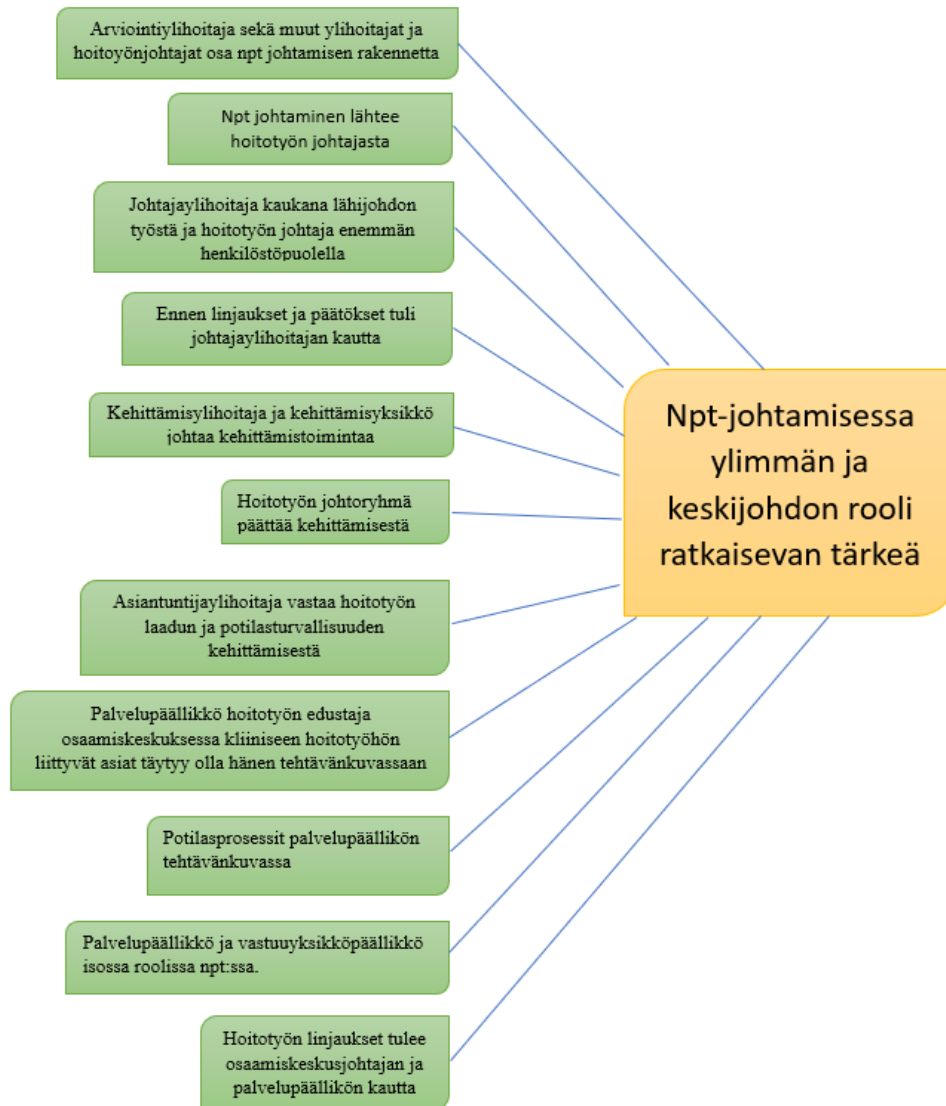 Arviointiylihoitaja sekä muut ylihoitajat ja
hoitoyönjohtajat osa npt johtamisen rakennetta
Npt johtaminen lähtee
hoitotyön johtajasta
Johtajaylihoitaja kaukana lähijohdon
työstä ja hoitotyön johtaja enemmän
henkilöstöpuolella
Ennen linjaukset ja päätökset tuli
johtajaylihoitajan kautta
Kehittämisylihoitaja ja kehittämisyksikkö
johtaa kehittämistoimintaa
Hoitotyön johtoryhmä
päättää kehittämisestä
Asiantuntijaylihoitaja vastaa hoitotyön
laadun ja potilasturvallisuuden
kehittämisestä
Palvelupäällikkö hoitotyön edustaja
osaamiskeskuksessa kliiniseen hoitotyöhön
liittyvät asiat täytyy olla hänen tehtävänkuvassaan
Potilasprosessit palvelupäällikön
tehtävänkuvassa
Palvelupäällikkö ja vastuuyksikköpäällikkö
isossa roolissa npt:ssa.
Hoitotyön linjaukset tulee
osaamiskeskusjohtajan ja
palvelupäällikön kautta
Npt-johtamisessa
ylimmän ja
keskijohdon rooli
ratkaisevan tärkeä